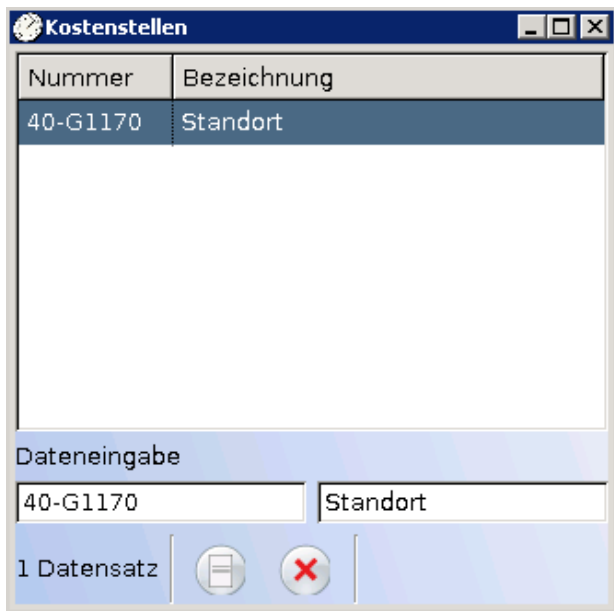 Kostenstellen
Nummer Bezeichnung
40-G1170 Standort
Dateneingabe
40-G1170 Standort
1 Datensatz